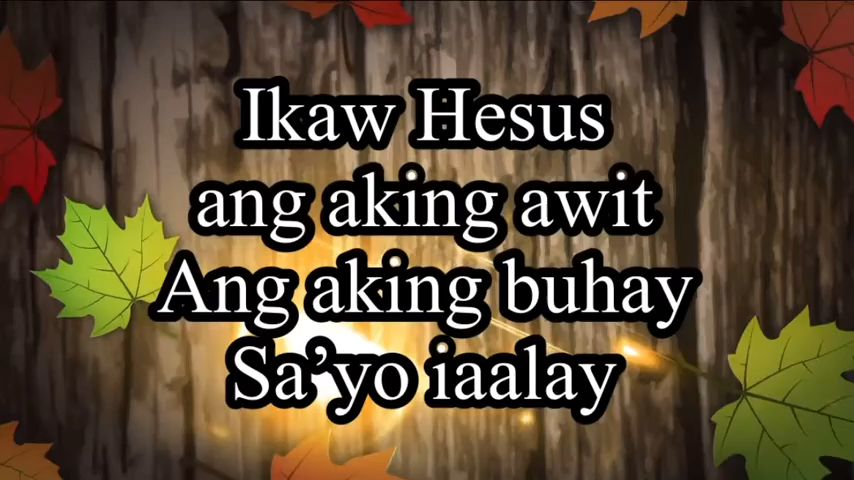 Ikaw Hesus
ang aking awit
Ang aking buhay
Sa’yo iaalay